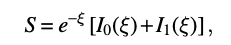 S = e^{-ξ} [I_0(ξ) + I_1(ξ)],